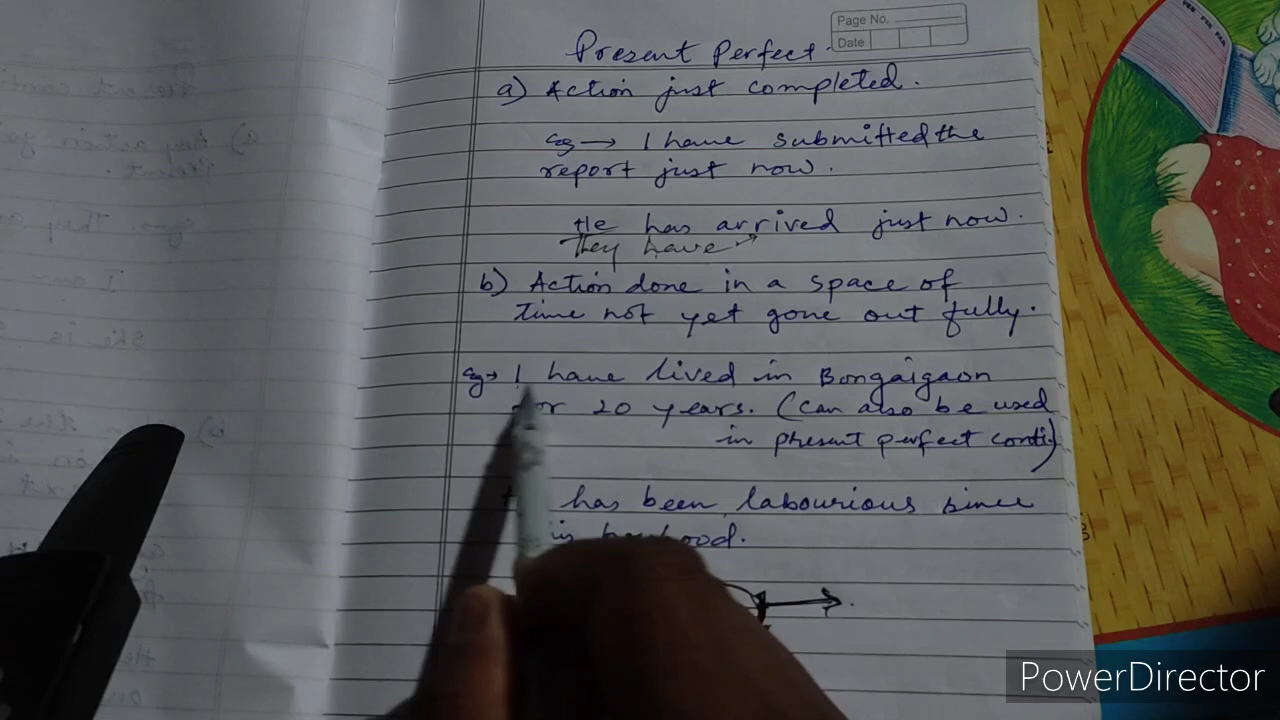 Page No.
Date
Present Perfect.
a) Action just completed.
eg → I have submitted the
report just now.
He has arrived just now.
They have "
b) Action done in a space of
time not yet gone out fully.
eg → I have lived in Bongaigaon
for 20 years. (can also be used
in present perfect conti)
has been labourious since
PowerDirector